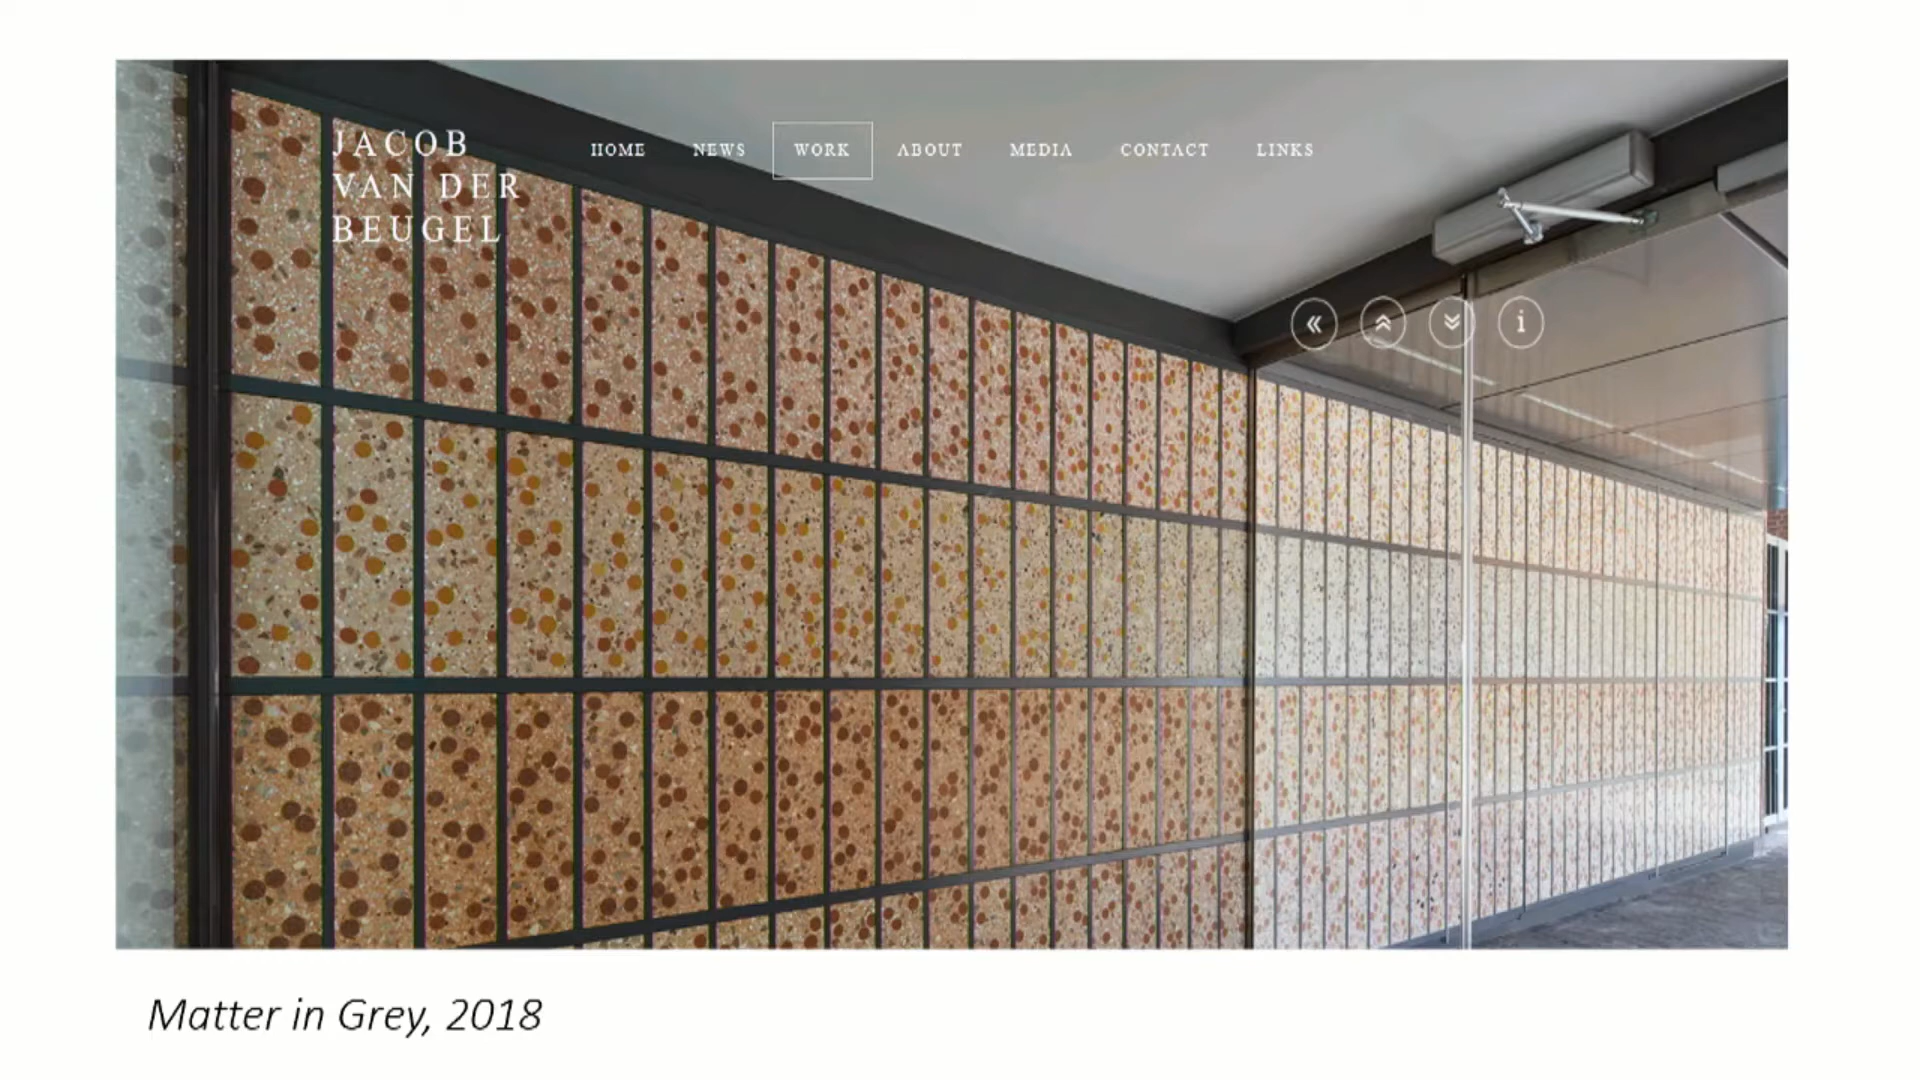 JACOB
VAN DER
BEUGEL
HOME NEWS WORK ABOUT MEDIA CONTACT LINKS
« i
Matter in Grey, 2018